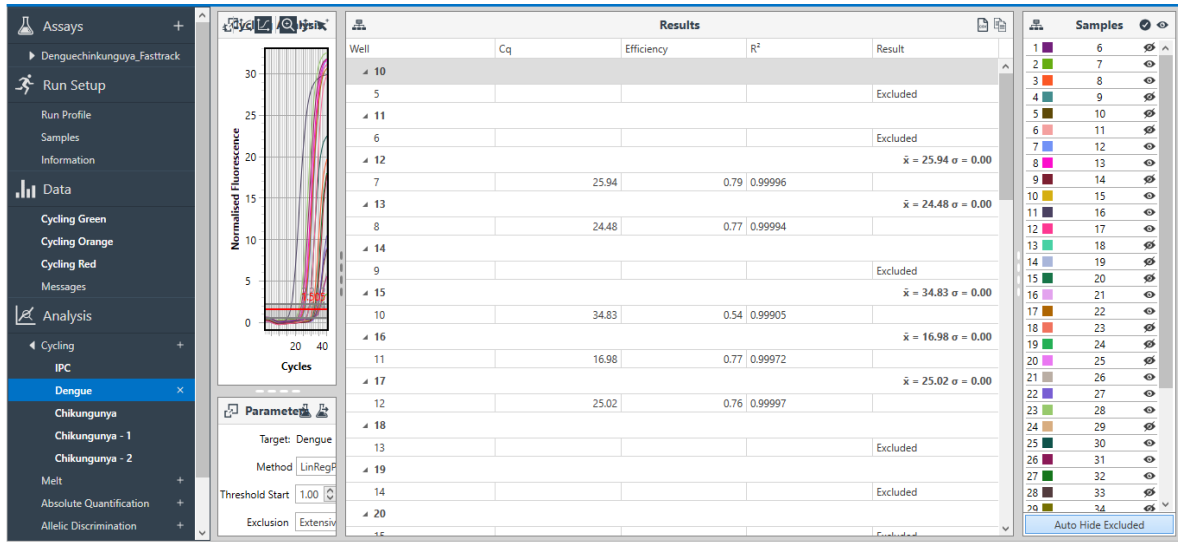 Assays +
Denguechinkunguya_Fasttrack
Run Setup
Run Profile
Samples
Information
Data
Cycling Green
Cycling Orange
Cycling Red
Messages
Analysis
Cycling +
IPC
Dengue ×
Chikungunya
Chikungunya - 1
Chikungunya - 2
Melt +
Absolute Quantification +
Allelic Discrimination +
Normalised Fluorescence
30
25
20
15
10
5
0
20 40
Cycles
Parameters
Target: Dengue
Method LinRegP
Threshold Start 1.00
Exclusion Extensiv
Results
Well Cq Efficiency R² Result
10
5 Excluded
11
6 Excluded
12 x̄ = 25.94 σ = 0.00
7 25.94 0.79 0.99996
13 x̄ = 24.48 σ = 0.00
8 24.48 0.77 0.99994
14
9 Excluded
15 x̄ = 34.83 σ = 0.00
10 34.83 0.54 0.99905
16 x̄ = 16.98 σ = 0.00
11 16.98 0.77 0.99972
17 x̄ = 25.02 σ = 0.00
12 25.02 0.76 0.99997
18
13 Excluded
19
14 Excluded
20
15 Excluded
Samples
1 6
2 7
3 8
4 9
5 10
6 11
7 12
8 13
9 14
10 15
11 16
12 17
13 18
14 19
15 20
16 21
17 22
18 23
19 24
20 25
21 26
22 27
23 28
24 29
25 30
26 31
27 32
28 33
29 34
Auto Hide Excluded